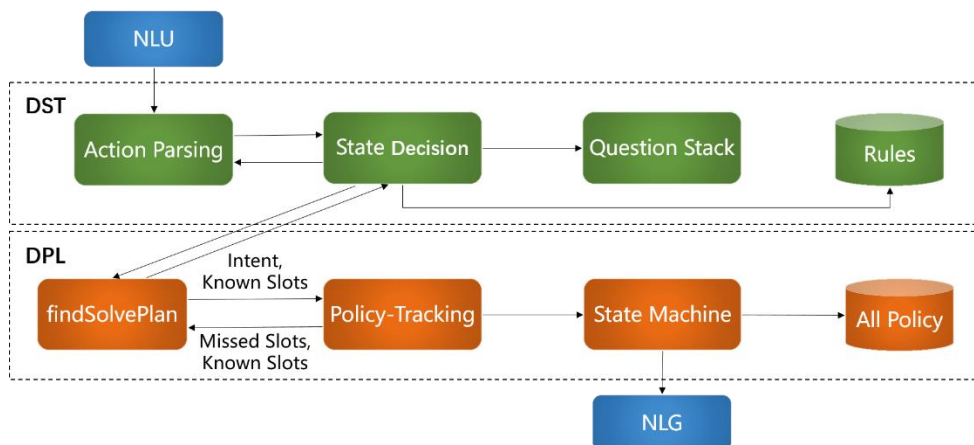 NLU
DST
Action Parsing
State Decision
Question Stack
Rules
DPL
Intent,
Known Slots
findSolvePlan
Policy-Tracking
State Machine
All Policy
Missed Slots,
Known Slots
NLG